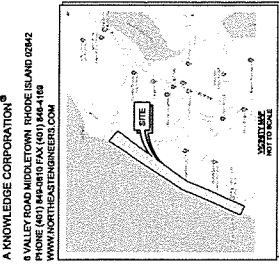 A KNOWLEDGE CORPORATION®
6 VALLEY ROAD MIDDLETOWN RHODE ISLAND 02842
PHONE (401) 849-0810 FAX (401) 846-4169
WWW.NORTHEASTENGINEERS.COM
SITE
VICINITY MAP
NOT TO SCALE